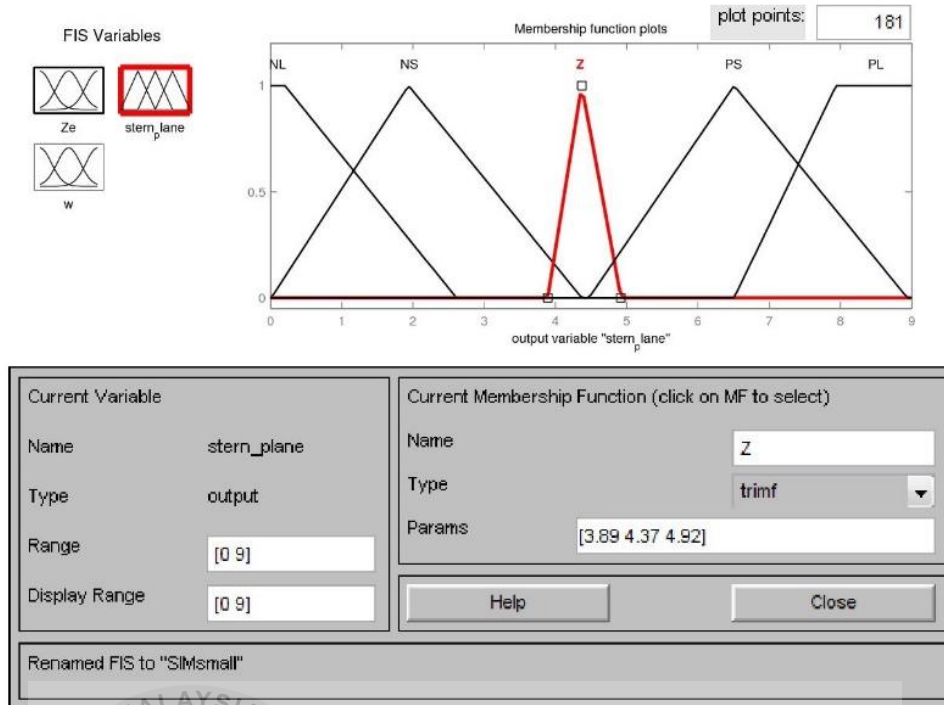 FIS Variables
Ze
stern_plane
w
Membership function plots
plot points:
181
NL
NS
Z
PS
PL
1
0.5
0
0
1
2
3
4
5
6
7
8
9
output variable "stern_plane"
Current Variable
Name
stern_plane
Type
output
Range
[0 9]
Display Range
[0 9]
Current Membership Function (click on MF to select)
Name
Z
Type
trimf
Params
[3.89 4.37 4.92]
Help
Close
Renamed FIS to "SIMsmall"